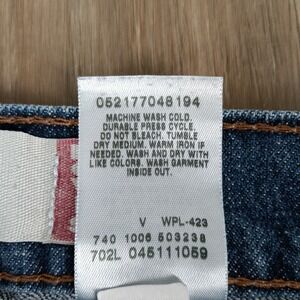 052177048194
MACHINE WASH COLD.
DURABLE PRESS CYCLE.
DO NOT BLEACH. TUMBLE
DRY MEDIUM. WARM IRON IF
NEEDED. WASH AND DRY WITH
LIKE COLORS. WASH GARMENT
INSIDE OUT.
V WPL-423
740 1006 503238
702L 045111059